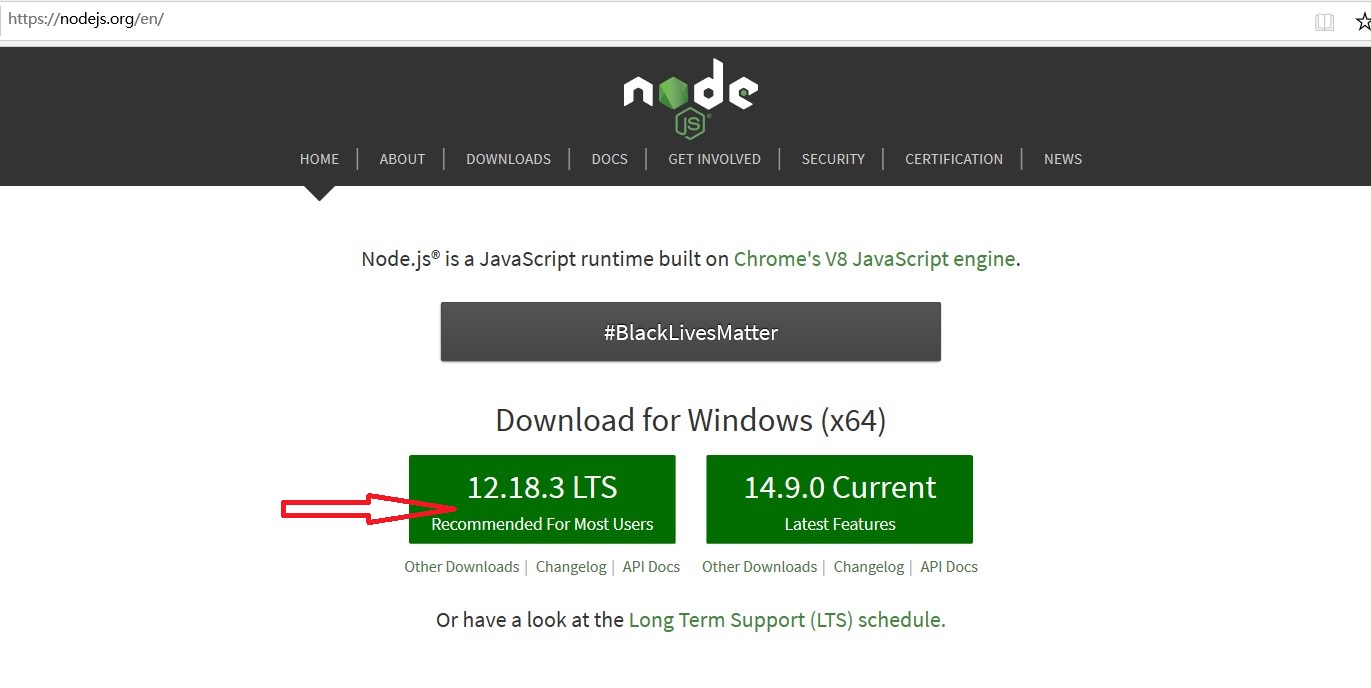 https://nodejs.org/en/
node
JS®
HOME | ABOUT | DOWNLOADS | DOCS | GET INVOLVED | SECURITY | CERTIFICATION | NEWS
Node.js® is a JavaScript runtime built on Chrome's V8 JavaScript engine.
#BlackLivesMatter
Download for Windows (x64)
12.18.3 LTS
Recommended For Most Users
14.9.0 Current
Latest Features
Other Downloads | Changelog | API Docs
Other Downloads | Changelog | API Docs
Or have a look at the Long Term Support (LTS) schedule.